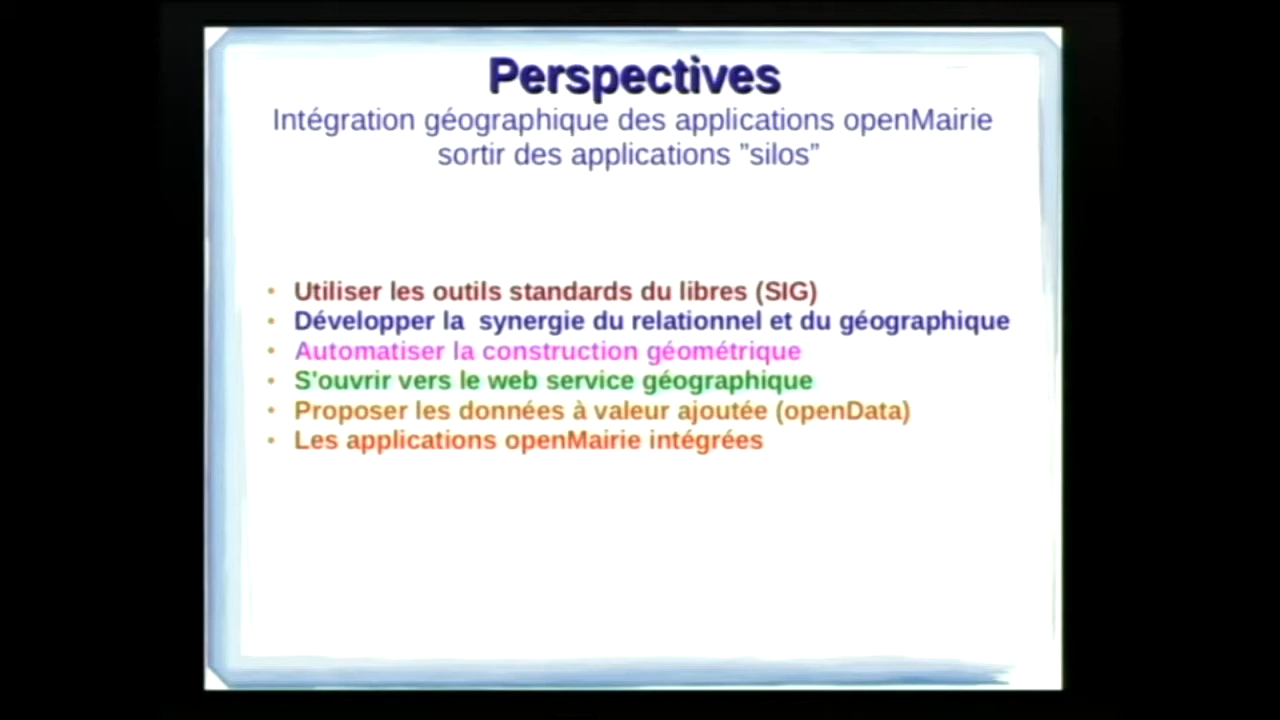 Perspectives
Intégration géographique des applications openMairie
sortir des applications "silos"
• Utiliser les outils standards du libres (SIG)
• Développer la synergie du relationnel et du géographique
• Automatiser la construction géométrique
• S'ouvrir vers le web service géographique
• Proposer les données à valeur ajoutée (openData)
• Les applications openMairie intégrées